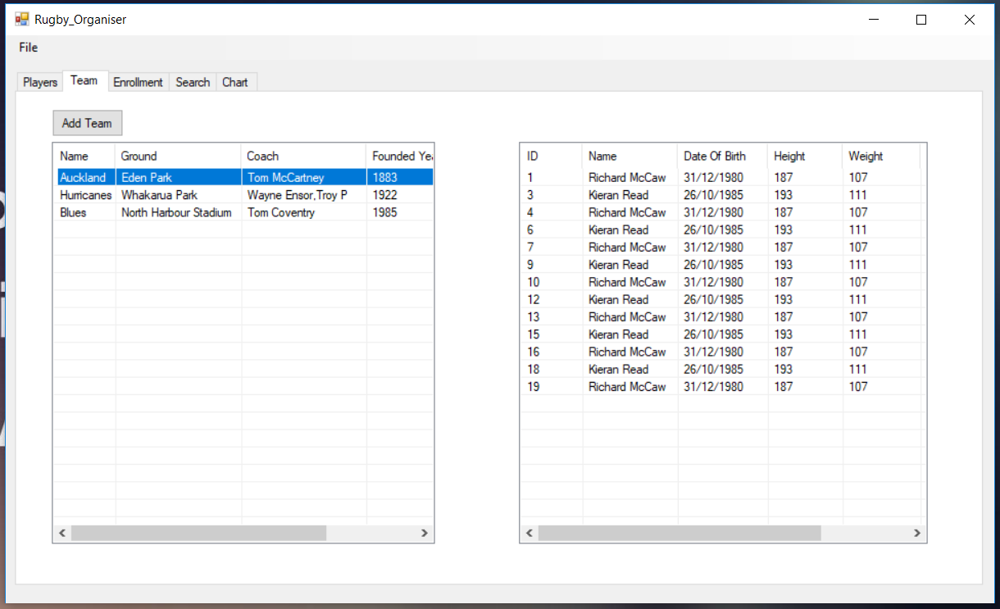 Rugby_Organiser
File
Players Team Enrollment Search Chart
Add Team
Name Ground Coach Founded Ye
Auckland Eden Park Tom McCartney 1883
Hurricanes Whakarua Park Wayne Ensor,Troy P 1922
Blues North Harbour Stadium Tom Coventry 1985
ID Name Date Of Birth Height Weight
1 Richard McCaw 31/12/1980 187 107
3 Kieran Read 26/10/1985 193 111
4 Richard McCaw 31/12/1980 187 107
6 Kieran Read 26/10/1985 193 111
7 Richard McCaw 31/12/1980 187 107
9 Kieran Read 26/10/1985 193 111
10 Richard McCaw 31/12/1980 187 107
12 Kieran Read 26/10/1985 193 111
13 Richard McCaw 31/12/1980 187 107
15 Kieran Read 26/10/1985 193 111
16 Richard McCaw 31/12/1980 187 107
18 Kieran Read 26/10/1985 193 111
19 Richard McCaw 31/12/1980 187 107